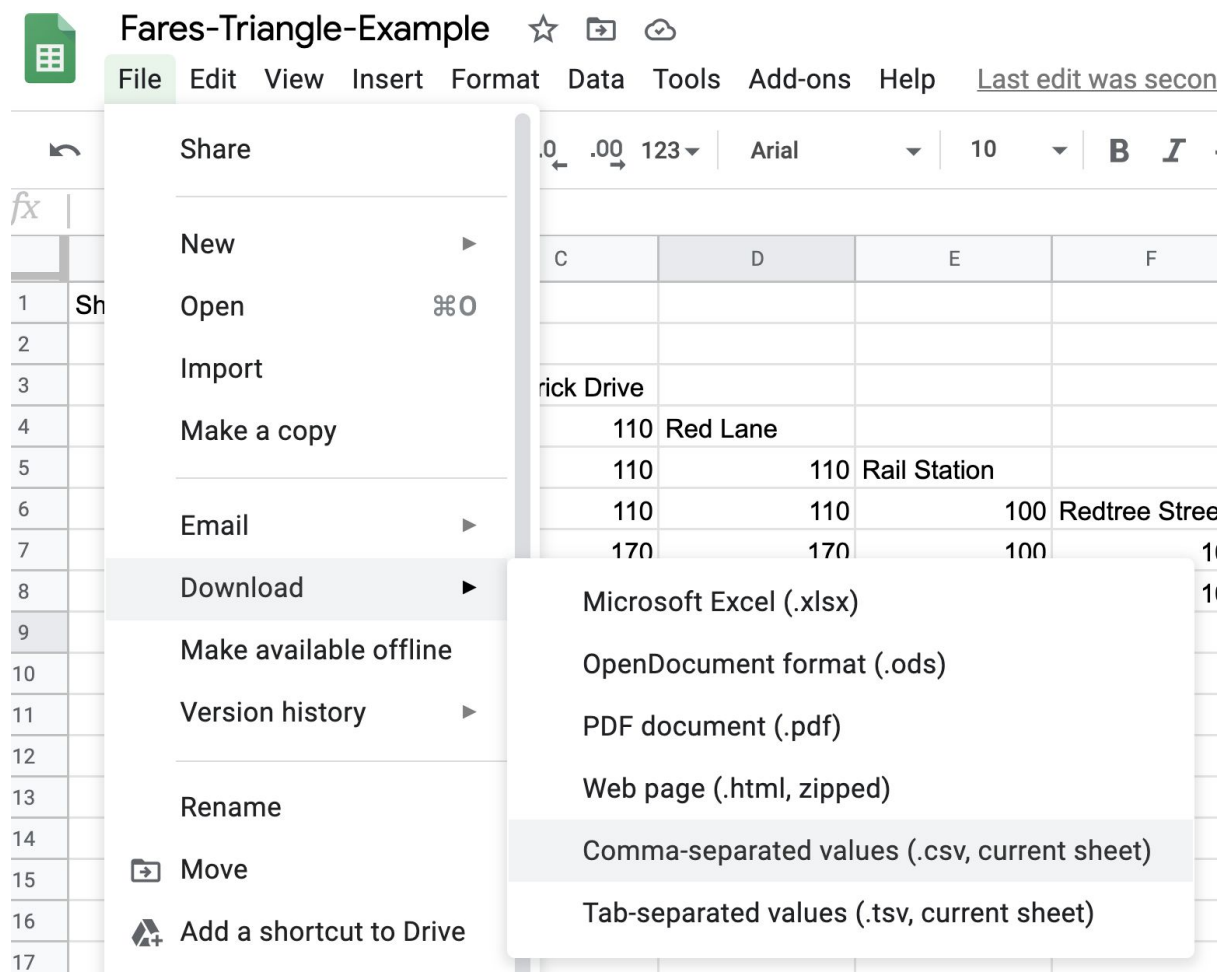 Fares-Triangle-Example
File Edit View Insert Format Data Tools Add-ons Help Last edit was secon
.0 .00 123 Arial 10 B I
fx
C D E F
1 Sh
2
3 rick Drive
4 110 Red Lane
5 110 110 Rail Station
6 110 110 100 Redtree Stree
7 170 170 100 10
8 10
9
10
11
12
13
14
15
16
17
Share
New
Open ⌘O
Import
Make a copy
Email
Download
Make available offline
Version history
Rename
Move
Add a shortcut to Drive
Microsoft Excel (.xlsx)
OpenDocument format (.ods)
PDF document (.pdf)
Web page (.html, zipped)
Comma-separated values (.csv, current sheet)
Tab-separated values (.tsv, current sheet)